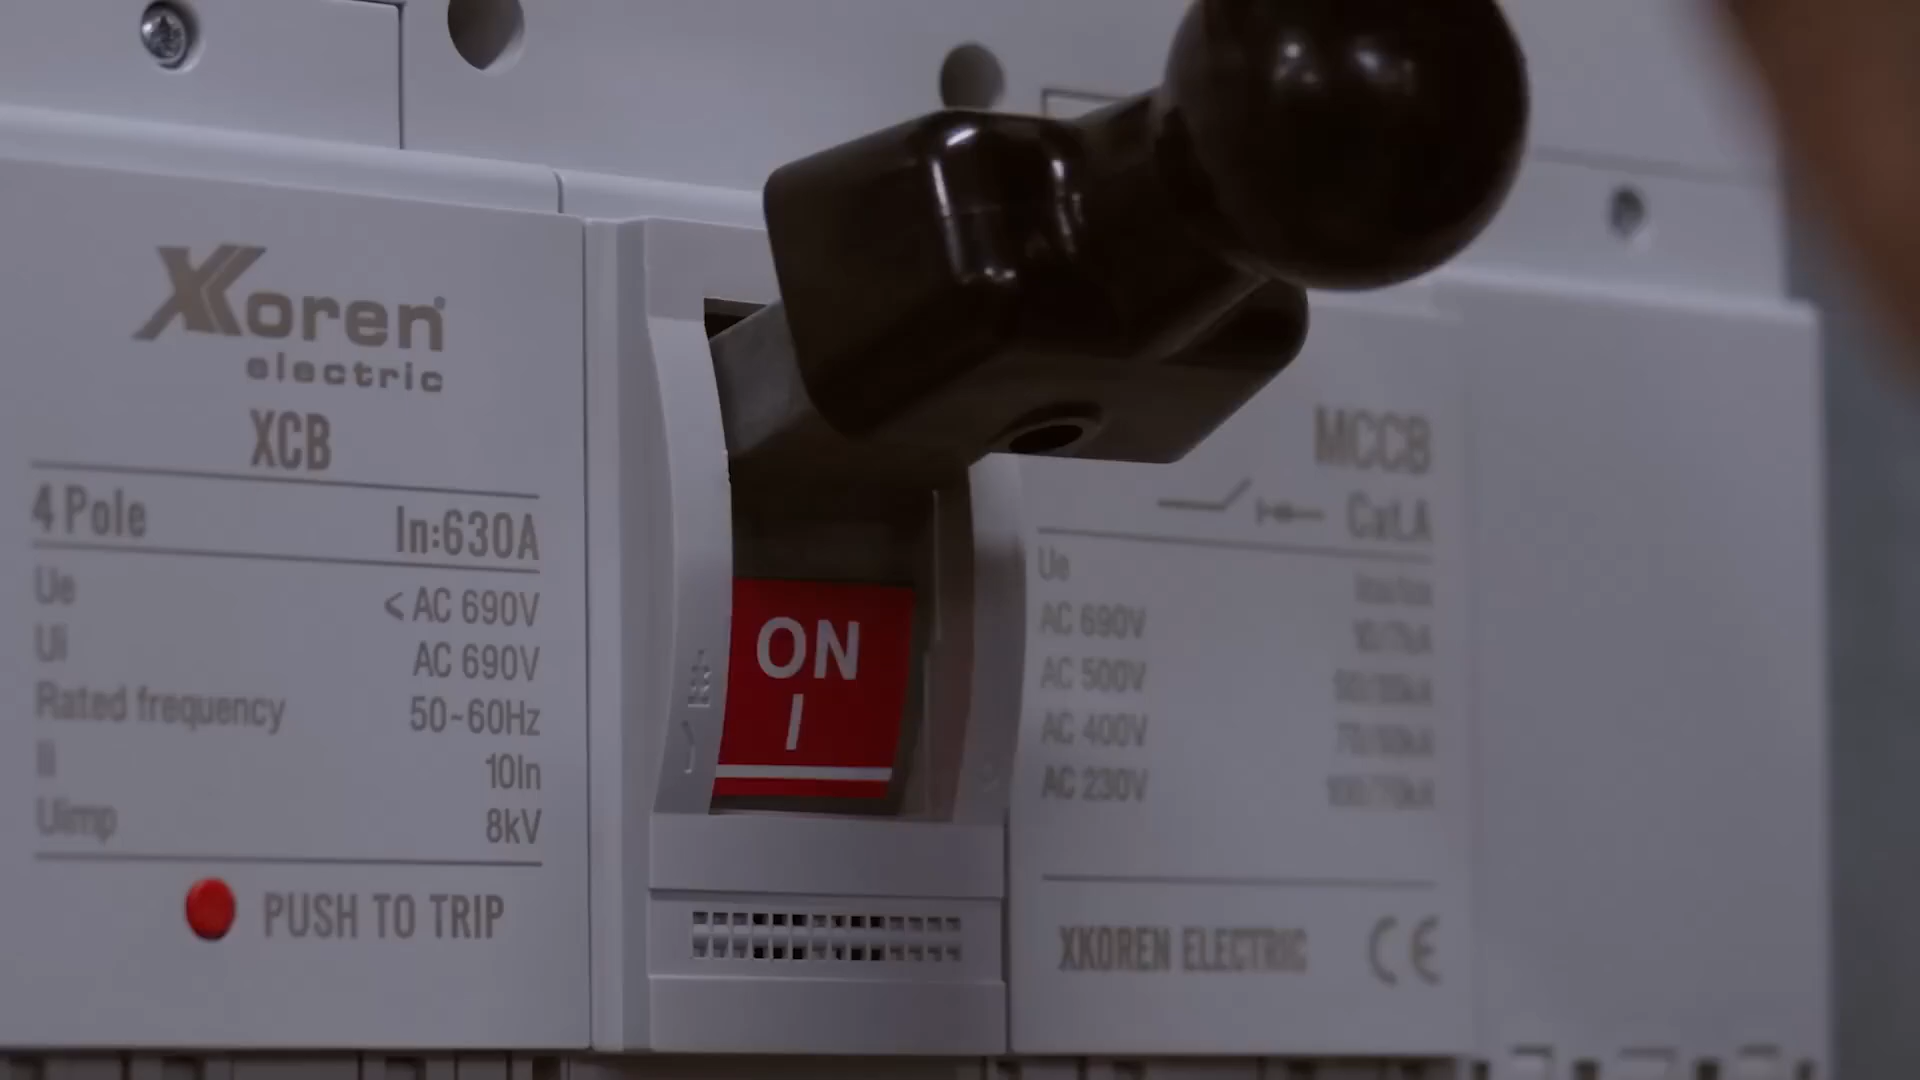 Xkoren
electric
XCB
4 Pole In:630A
Ue < AC 690V
Ui AC 690V
Rated frequency 50~60Hz
Ii 10In
Uimp 8kV
PUSH TO TRIP
ON
I
MCCB
Cat.A
Ue
AC 690V
AC 500V
AC 400V
AC 230V
XKOREN ELECTRIC CE